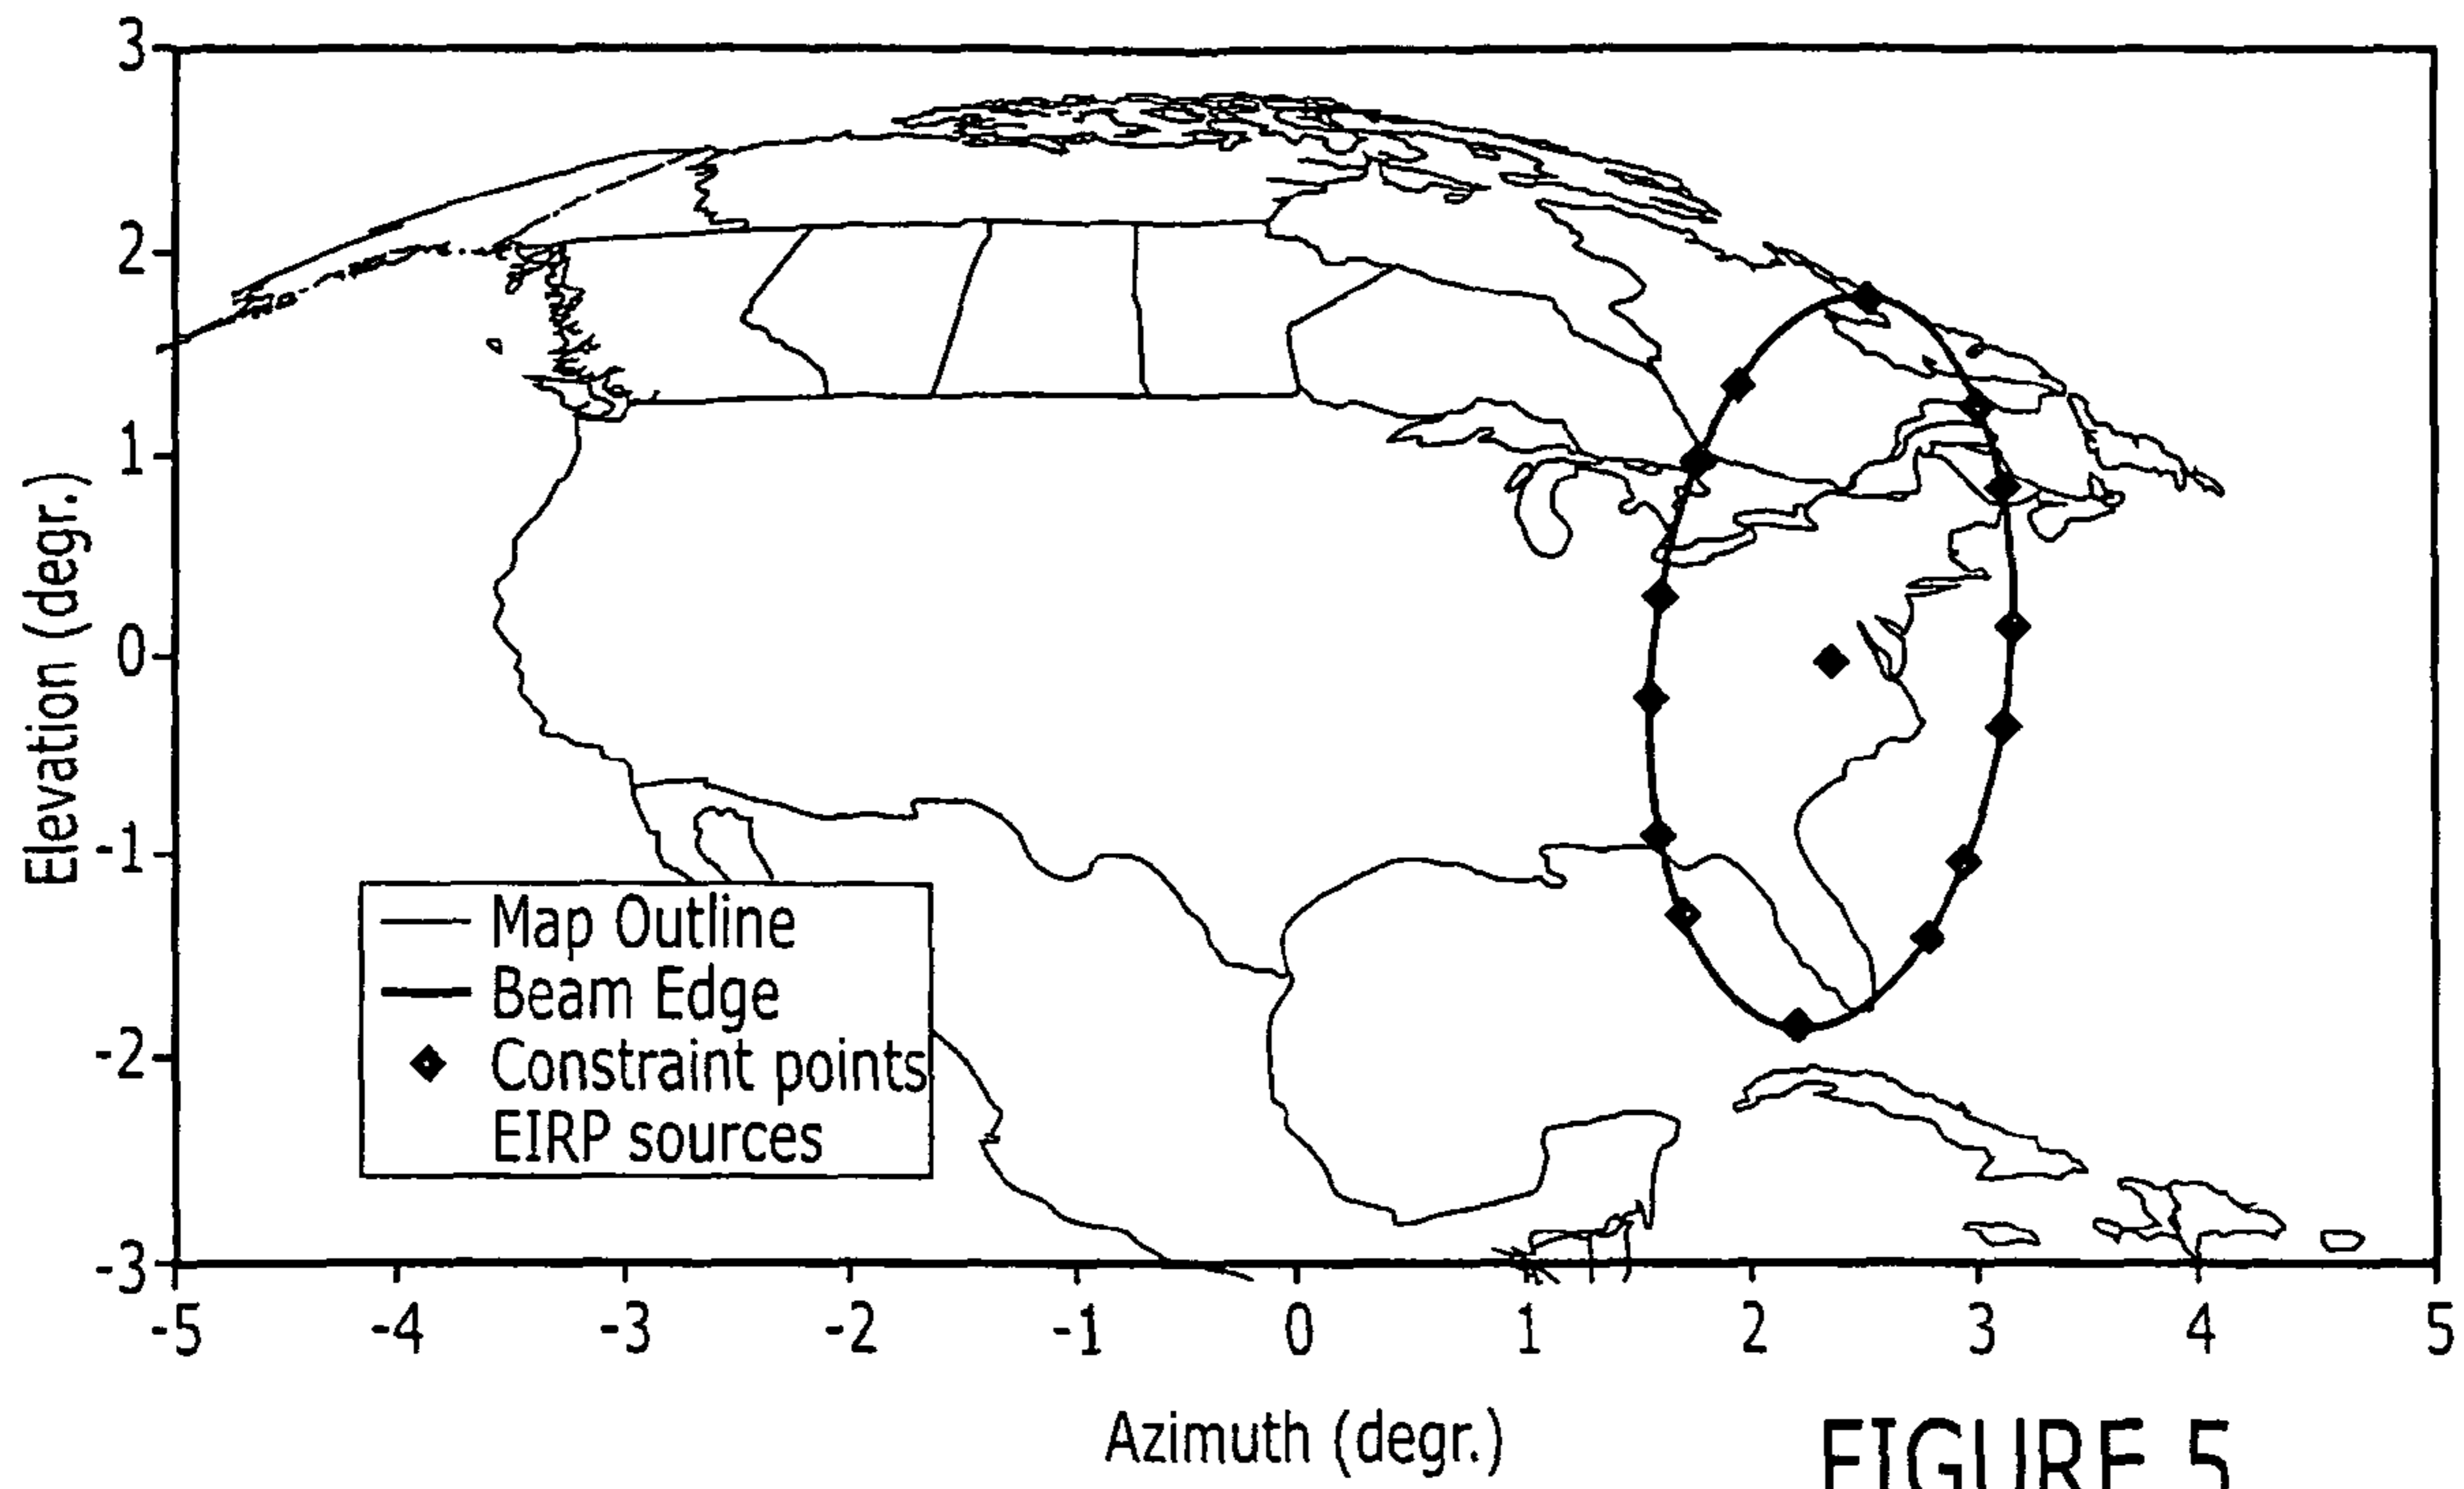 3
2
1
0
-1
-2
-3
Elevation (degr.)
Map Outline
Beam Edge
Constraint points
EIRP sources
-5 -4 -3 -2 -1 0 1 2 3 4 5
Azimuth (degr.)
FIGURE 5